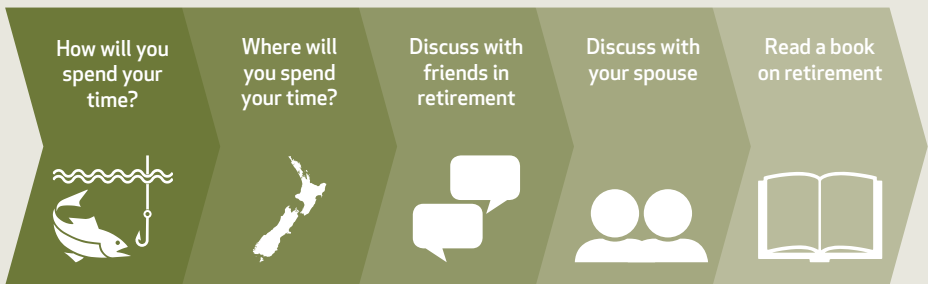 How will you
spend your
time?
Where will
you spend
your time?
Discuss with
friends in
retirement
Discuss with
your spouse
Read a book
on retirement